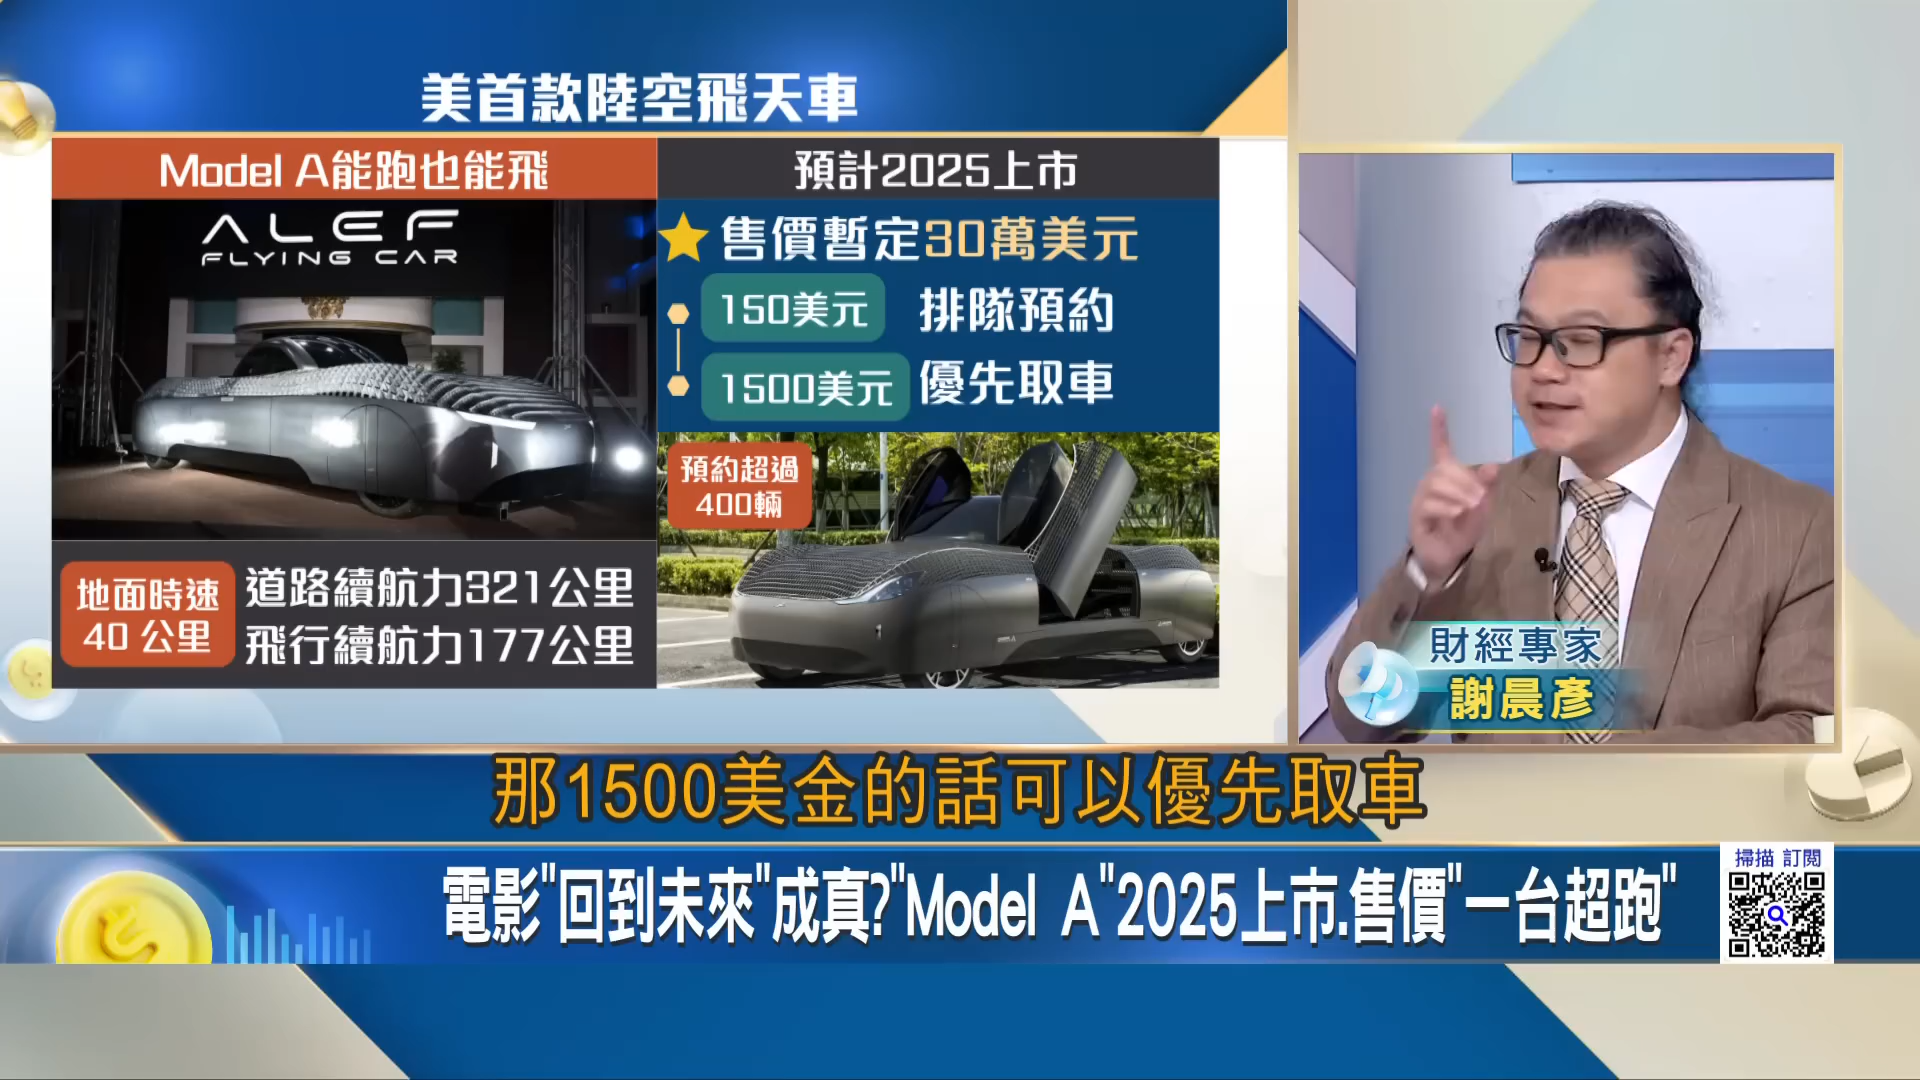 美首款陸空飛天車
Model A能跑也能飛
ALEF
FLYING CAR
地面時速
40 公里
道路續航力321公里
飛行續航力177公里
預計2025上市
售價暫定30萬美元
150美元 排隊預約
1500美元 優先取車
預約超過
400輛
財經專家
謝晨彥
那1500美金的話可以優先取車
電影"回到未來"成真?"Model A"2025上市.售價"一台超跑"
掃描 訂閱